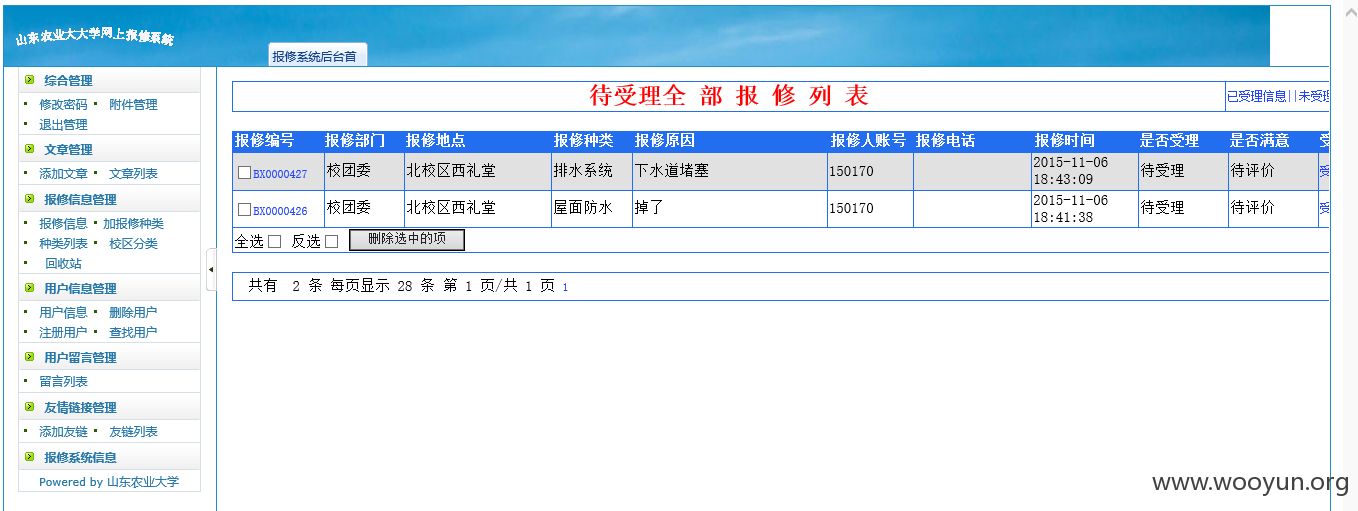 山东农业大大学网上报修系统
报修系统后台首
综合管理
修改密码 附件管理
退出管理
文章管理
添加文章 文章列表
报修信息管理
报修信息 加报修种类
种类列表 校区分类
回收站
用户信息管理
用户信息 删除用户
注册用户 查找用户
用户留言管理
留言列表
友情链接管理
添加友链 友链列表
报修系统信息
Powered by 山东农业大学
待受理全 部 报 修 列 表
已受理信息||未受理
报修编号 报修部门 报修地点 报修种类 报修原因 报修人账号 报修电话 报修时间 是否受理 是否满意 受
BX0000427 校团委 北校区西礼堂 排水系统 下水道堵塞 150170 2015-11-06 18:43:09 待受理 待评价 受
BX0000426 校团委 北校区西礼堂 屋面防水 掉了 150170 2015-11-06 18:41:38 待受理 待评价 受
全选 反选 删除选中的项
共有 2 条 每页显示 28 条 第 1 页/共 1 页 1
www.wooyun.org